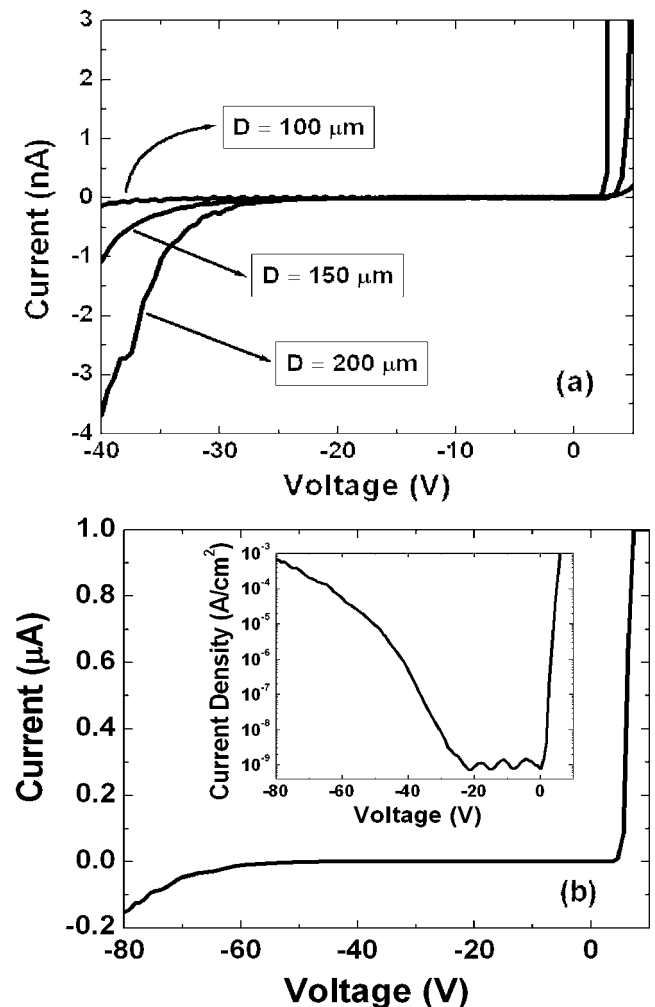 3
2
1
0
-1
-2
-3
-4
Current (nA)
D = 100 μm
D = 150 μm
D = 200 μm
(a)
-40 -30 -20 -10 0
Voltage (V)
1.0
0.8
0.6
0.4
0.2
0.0
-0.2
Current (μA)
10⁻³
10⁻⁴
10⁻⁵
10⁻⁶
10⁻⁷
10⁻⁸
10⁻⁹
Current Density (A/cm²)
-80 -60 -40 -20 0
Voltage (V)
(b)
-80 -60 -40 -20 0
Voltage (V)